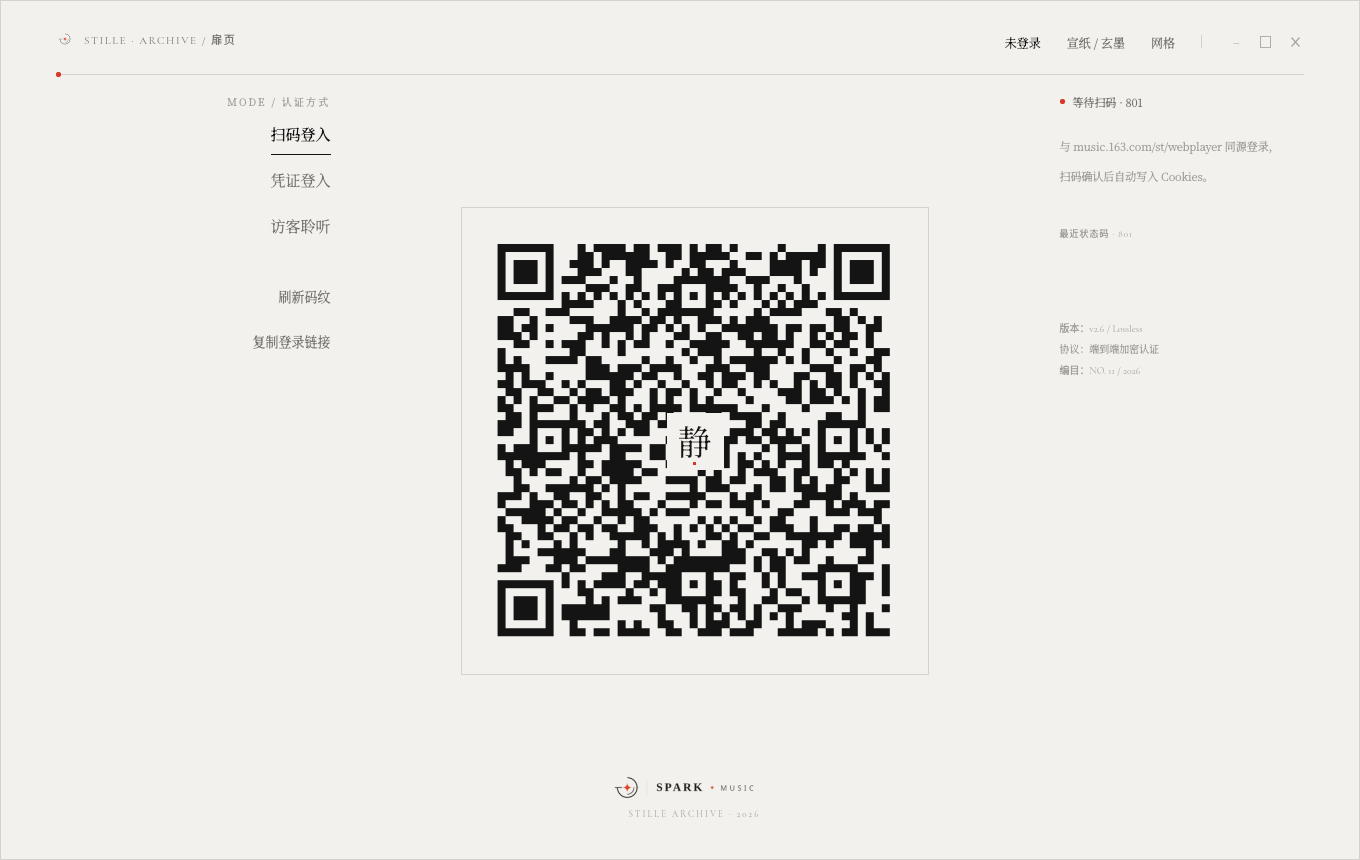 STILLE · ARCHIVE / 扉页
未登录 宣纸 / 玄墨 网格
MODE / 认证方式
扫码登入
凭证登入
访客聆听
刷新码纹
复制登录链接
静
等待扫码 · 801
与 music.163.com/st/webplayer 同源登录，
扫码确认后自动写入 Cookies。
最近状态码 · 801
版本： v2.6 / Lossless
协议： 端到端加密认证
编目： NO. 11 / 2026
SPARK ✦ MUSIC
STILLE ARCHIVE · 2026